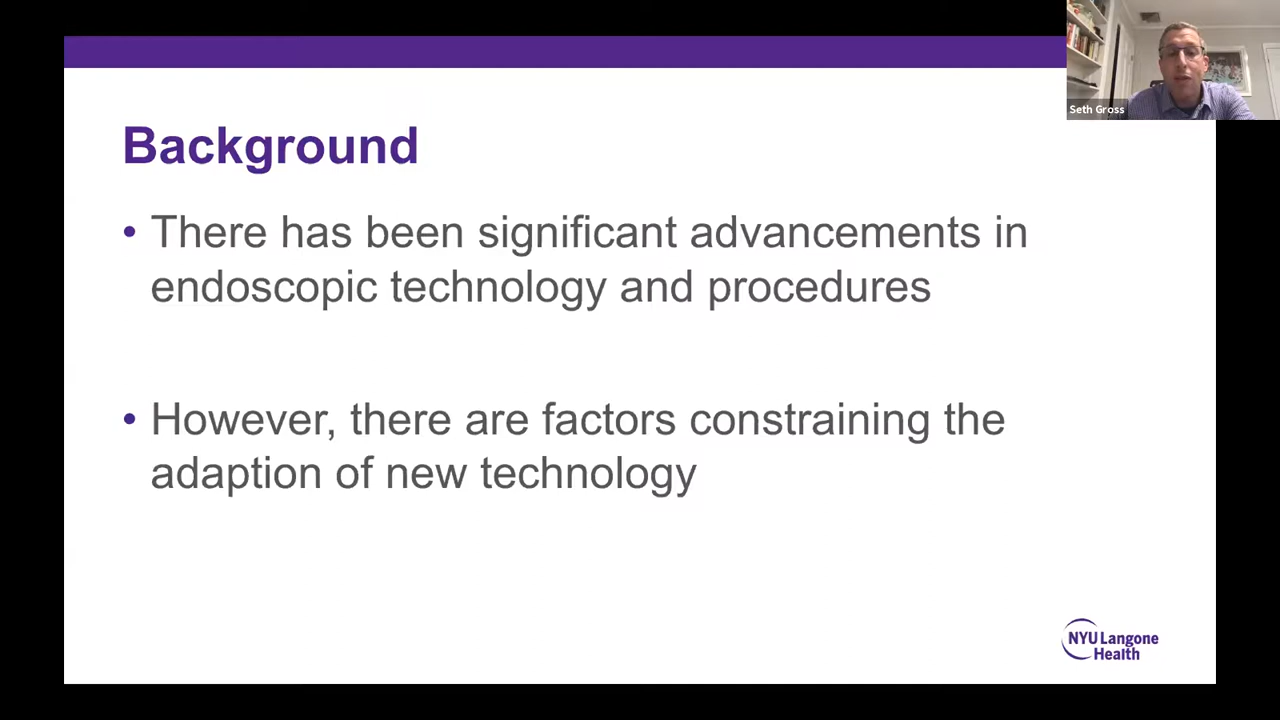 Seth Gross
Background
• There has been significant advancements in
endoscopic technology and procedures
• However, there are factors constraining the
adaption of new technology
NYU Langone
Health